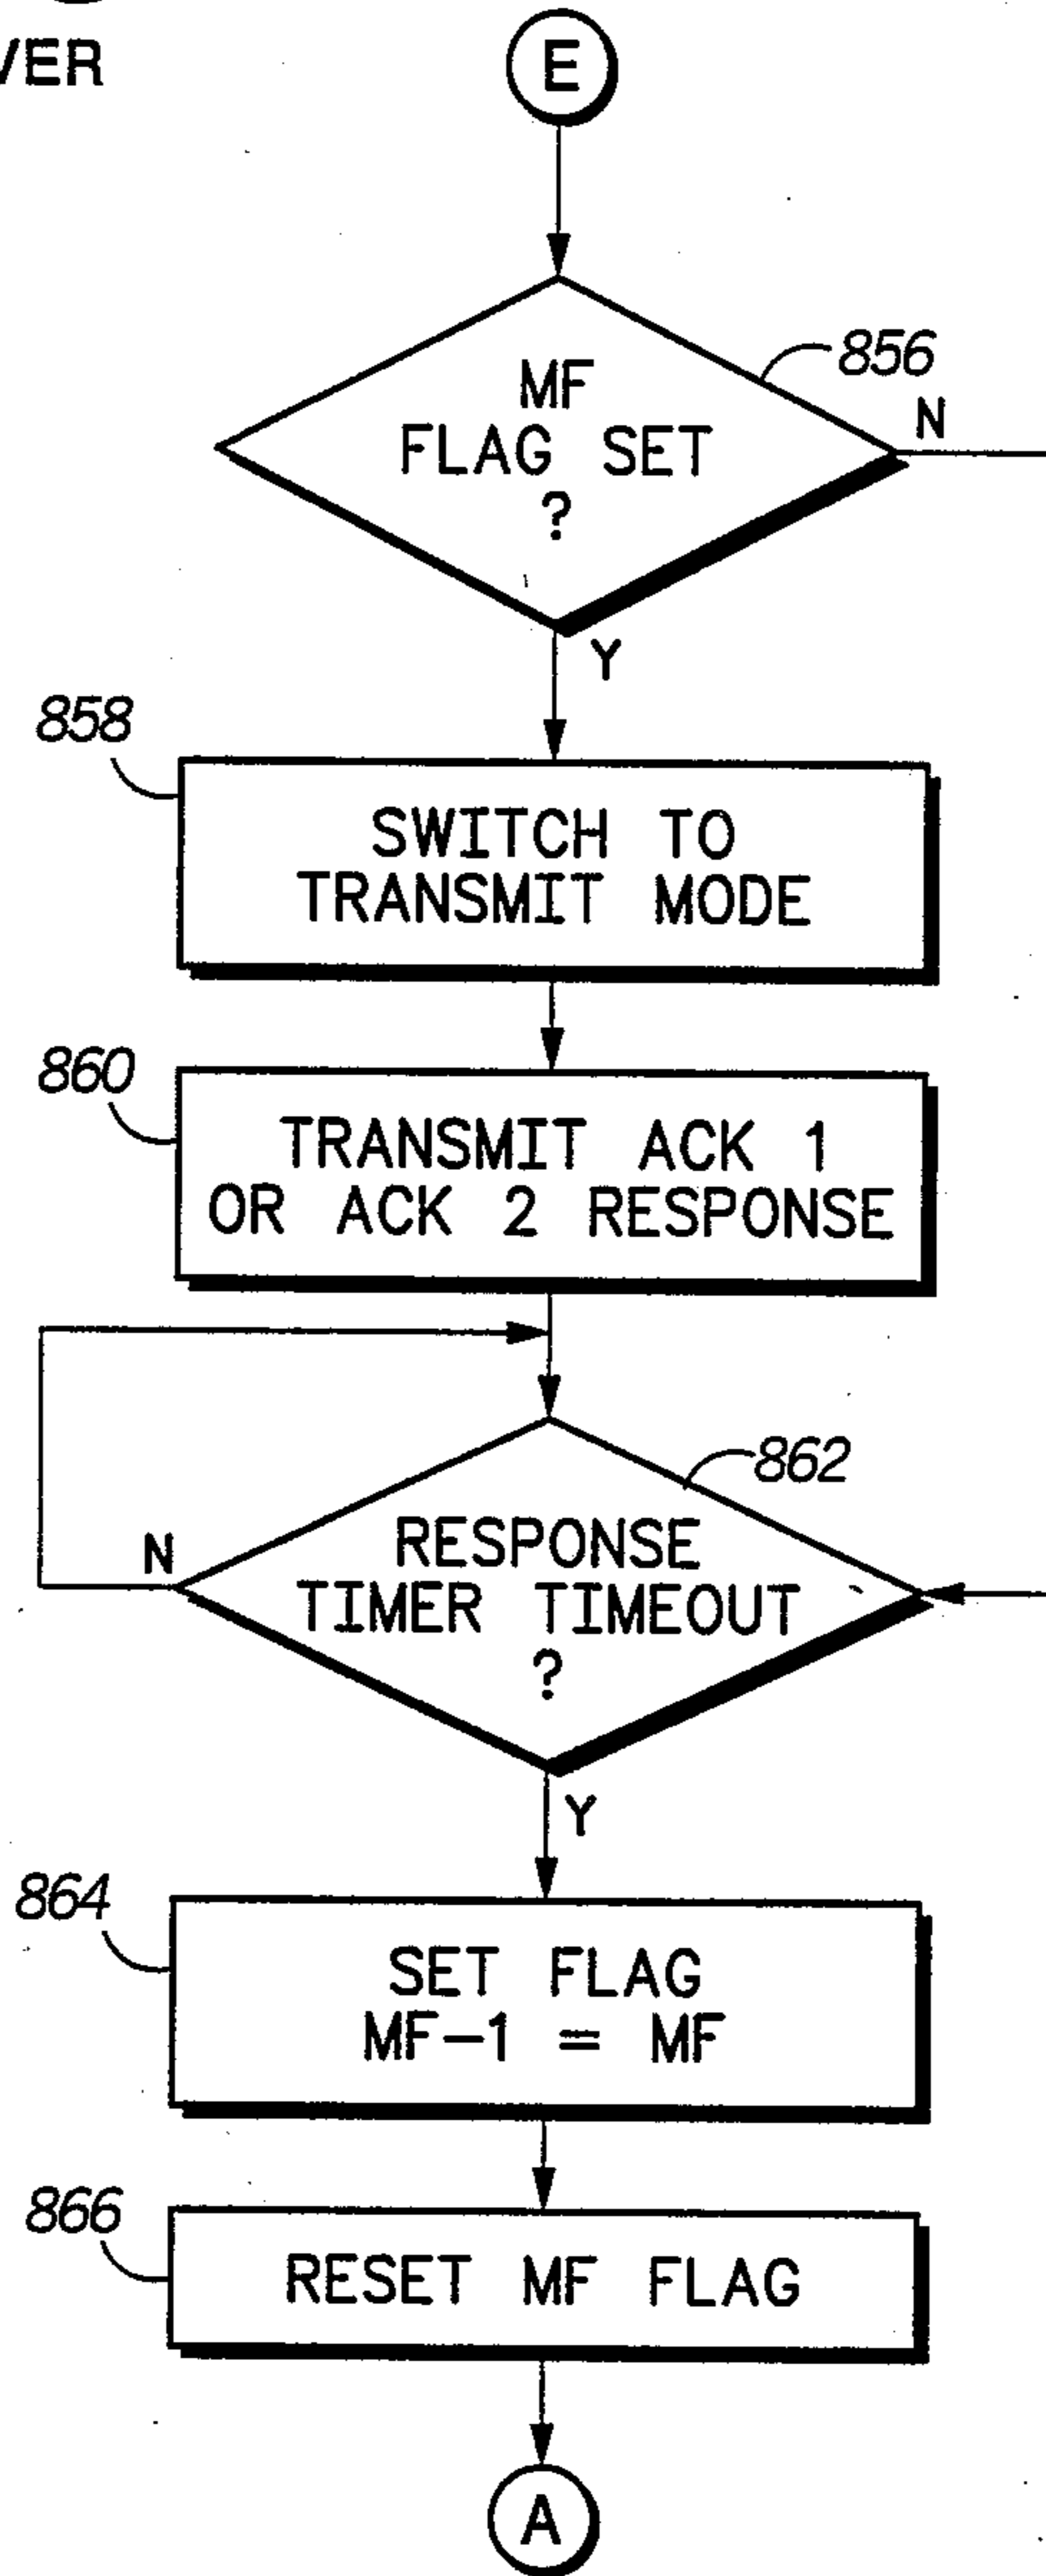 VER
E
MF
FLAG SET
?
856
N
Y
858
SWITCH TO
TRANSMIT MODE
860
TRANSMIT ACK 1
OR ACK 2 RESPONSE
862
RESPONSE
TIMER TIMEOUT
?
N
Y
864
SET FLAG
MF-1 = MF
866
RESET MF FLAG
A